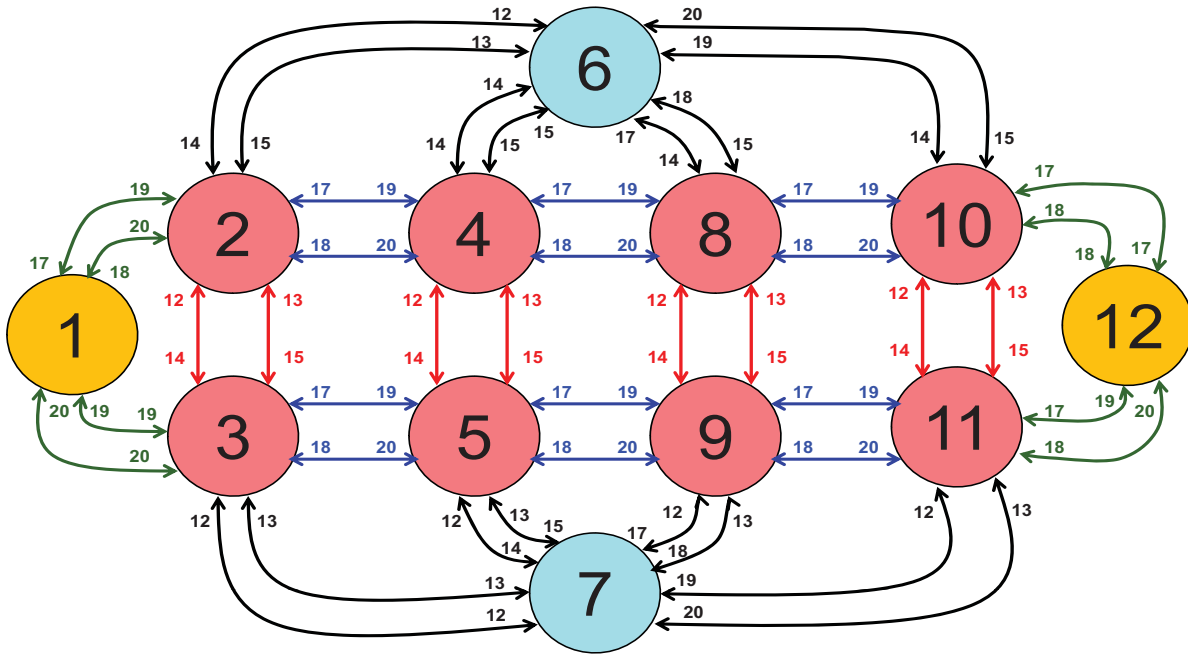 12 20
13 19
6
14 18
14 15 15 17 15
14 15 14 15
14 15
19 17 19 17 19 17 19 17
20 2 4 8 10 18
18 20 18 20 18 20
17 18 18 17
12 13 12 13 12 13 12 13
1 12
14 15 14 15 14 15 14 15
20 19 19 17 19 17 19 17 19 17 19 20
20 3 5 9 11 18
18 20 18 20 18 20
12 13 12 13 15 17 12 13 12 13
14 18
13 19
7
12 20